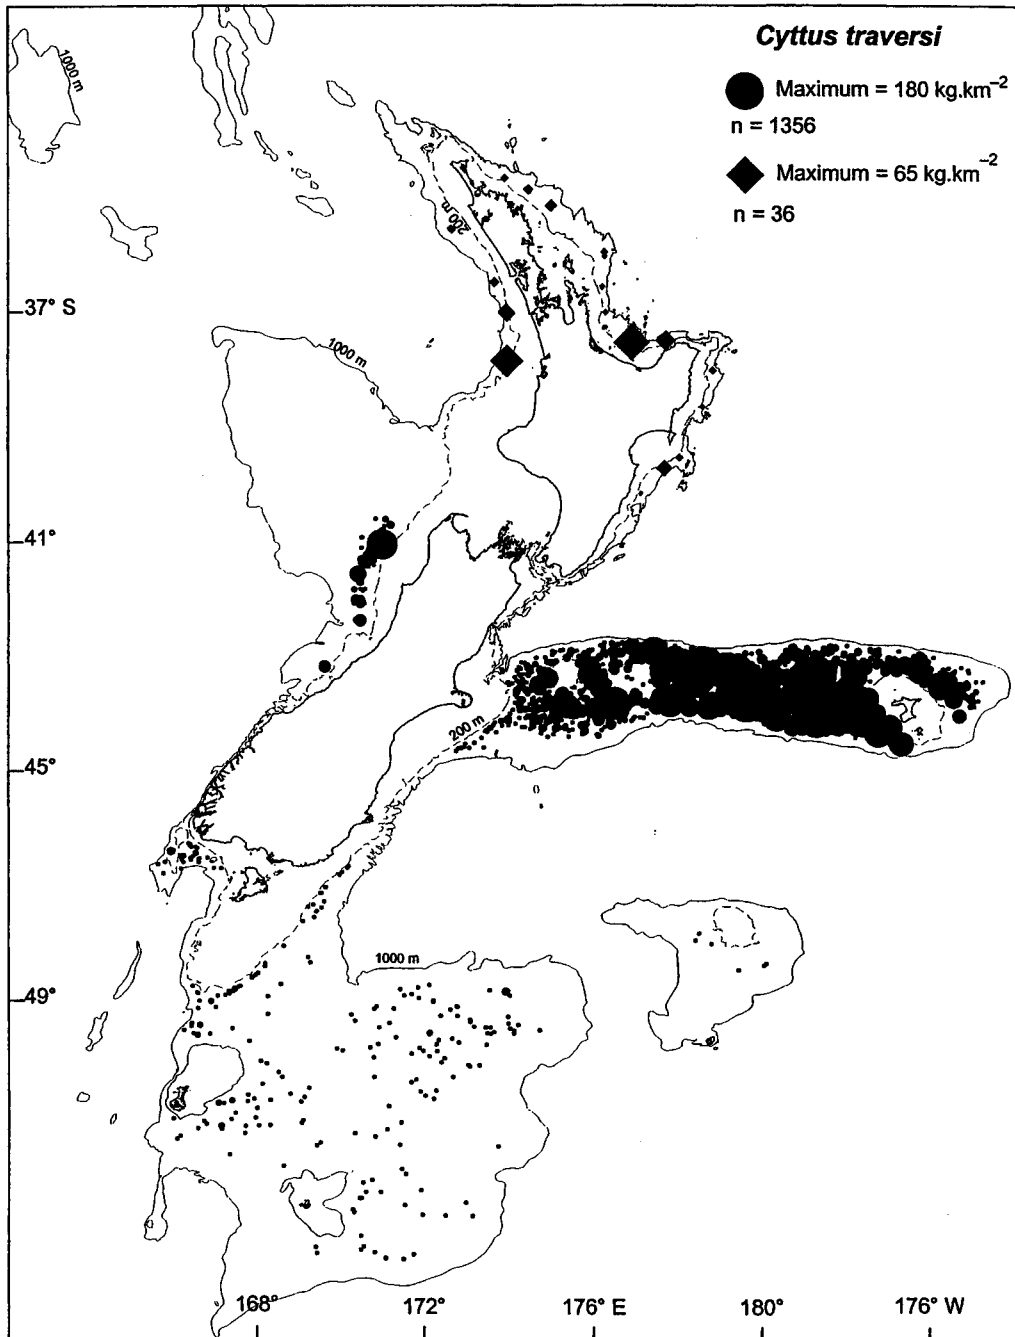 Cyttus traversi
Maximum = 180 kg.km⁻²
n = 1356
Maximum = 65 kg.km⁻²
n = 36
1000 m
200 m
37° S
1000 m
41°
200 m
45°
1000 m
49°
168° 172° 176° E 180° 176° W